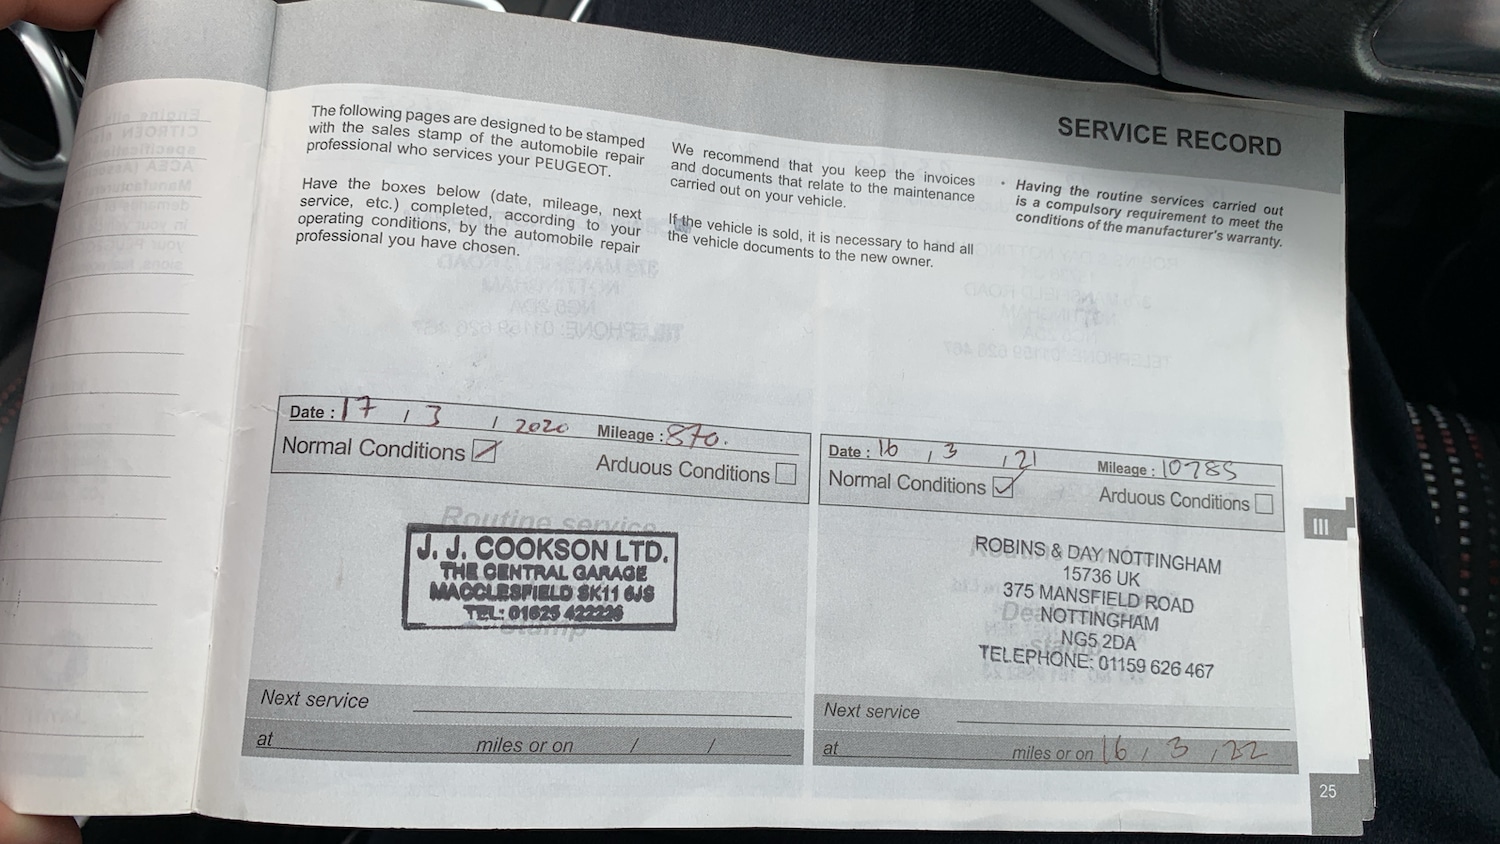 SERVICE RECORD
The following pages are designed to be stamped
with the sales stamp of the automobile repair
professional who services your PEUGEOT.
Have the boxes below (date, mileage, next
service, etc.) completed, according to your
operating conditions, by the automobile repair
professional you have chosen.
We recommend that you keep the invoices
and documents that relate to the maintenance
carried out on your vehicle.
If the vehicle is sold, it is necessary to hand all
the vehicle documents to the new owner.
• Having the routine services carried out
is a compulsory requirement to meet the
conditions of the manufacturer's warranty.
Date : 17 / 3 / 2020 Mileage : 870.
Normal Conditions
Arduous Conditions
Routine service
J. J. COOKSON LTD.
THE CENTRAL GARAGE
MACCLESFIELD SK11 6JS
TEL: 01625 422226
stamp
Next service
at miles or on / /
Date : 16 / 3 / 21 Mileage : 10785
Normal Conditions
Arduous Conditions
ROBINS & DAY NOTTINGHAM
15736 UK
375 MANSFIELD ROAD
NOTTINGHAM
NG5 2DA
TELEPHONE: 01159 626 467
Next service
at miles or on 16 / 3 / 22
III
25